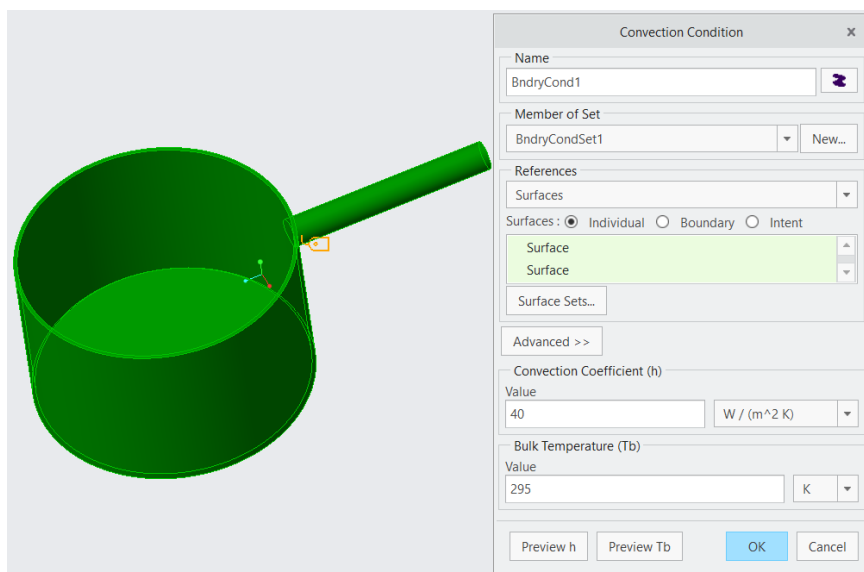 Convection Condition
x
Name
BndryCond1
Member of Set
BndryCondSet1
New...
References
Surfaces
Surfaces : Individual Boundary Intent
Surface
Surface
Surface Sets...
Advanced >>
Convection Coefficient (h)
Value
40 W / (m^2 K)
Bulk Temperature (Tb)
Value
295 K
Preview h Preview Tb OK Cancel